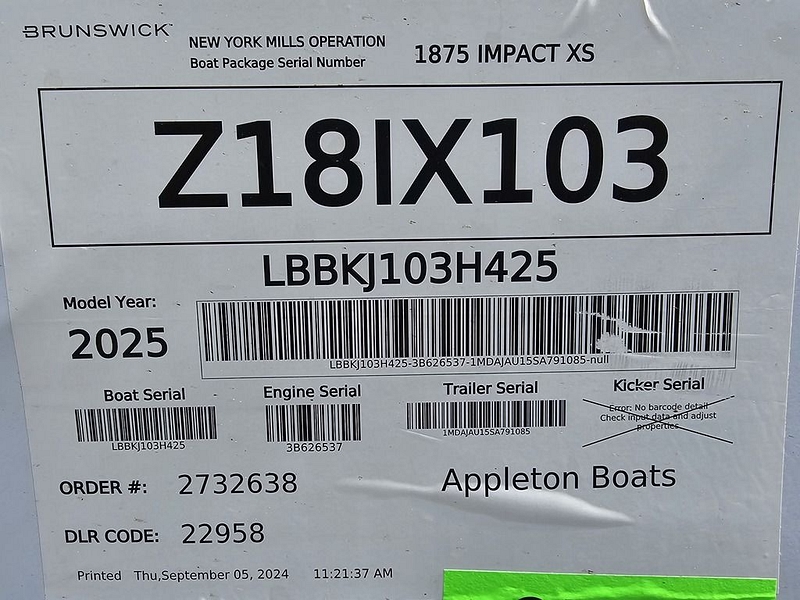 BRUNSWICK™
NEW YORK MILLS OPERATION
Boat Package Serial Number
1875 IMPACT XS
Z18IX103
LBBKJ103H425
Model Year:
2025
LBBKJ103H425-3B626537-1MDAJAU15SA791085-null
Boat Serial
LBBKJ103H425
Engine Serial
3B626537
Trailer Serial
1MDAJAU15SA791085
Kicker Serial
Error: No barcode detail
Check input data and adjust
properties
ORDER #: 2732638
Appleton Boats
DLR CODE: 22958
Printed Thu,September 05, 2024 11:21:37 AM